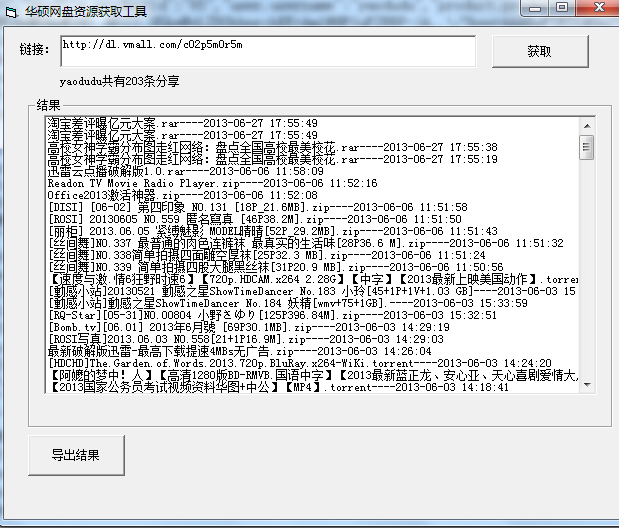 华硕网盘资源获取工具
链接: http://dl.vmall.com/c02p5m0r5m 获取
yaodudu共有203条分享
结果
淘宝差评曝亿元大案.rar----2013-06-27 17:55:49
淘宝差评曝亿元大案.rar----2013-06-27 17:55:49
高校女神学霸分布图走红网络：盘点全国高校最美校花.rar----2013-06-27 17:55:38
高校女神学霸分布图走红网络：盘点全国高校最美校花.rar----2013-06-27 17:55:19
迅雷云点播破解版1.0.rar----2013-06-06 11:58:09
Readon TV Movie Radio Player.zip----2013-06-06 11:52:16
Office2013激活神器.zip----2013-06-06 11:52:08
[DISI] [06-02] 第四印象 NO.131 [18P_21.6MB].zip----2013-06-06 11:51:58
[ROSI] 20130605 NO.559 匿名寫真 [46P38.2M].zip----2013-06-06 11:51:50
[丽柜] 2013.06.05 紧缚魅影 MODEL晴晴[52P_29.2MB].zip----2013-06-06 11:51:43
[丝间舞]NO.337 最普通的肉色连裤袜 最真实的生活味[28P36.6 M].zip----2013-06-06 11:51:32
[丝间舞]NO.338简单拍摄四面雕空厚袜[25P32.3 MB].zip----2013-06-06 11:51:24
[丝间舞]NO.339 简单拍摄四股天腿黑丝袜[31P20.9 MB].zip----2013-06-06 11:50:56
【速度与激.情6狂野时速6】【720p.HDCAM.x264 2.28G】【中字】【2013最新上映美国动作】.torren
[動感小站]20130521 動感之星ShowTimeDancer No.183 小玲[45+1P+1V+1.03 GB]----2013-06-03 15
[動感小站]動感之星ShowTimeDancer No.184 妖精[wmv+75+1GB].----2013-06-03 15:33:59
[RQ-Star][05-31]NO.00804 小野さゆり[125P396.84M].zip----2013-06-03 15:32:51
[Bomb.tv][06.01] 2013年6月號 [69P30.1MB].zip----2013-06-03 14:29:19
[ROSI写真]2013.06.03 NO.558[21+1P16.9M].zip----2013-06-03 14:29:03
最新破解版迅雷-最高下载提速4MBs无广告.zip----2013-06-03 14:26:04
[HDCHD]The.Garden.of.Words.2013.720p.BluRay.x264-WiKi.torrent----2013-06-03 14:24:20
【阿嬷的梦中！人】【高清1280版BD-RMVB.国语中字】【2013最新蓝正龙、安心亚、天心喜剧爱情大.
【2013国家公务员考试视频资料华图+中公】【MP4】.torrent----2013-06-03 14:18:41
导出结果